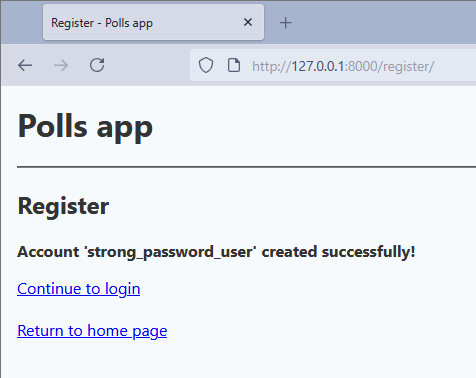 Register - Polls app
http://127.0.0.1:8000/register/
Polls app
Register
Account 'strong_password_user' created successfully!
Continue to login
Return to home page